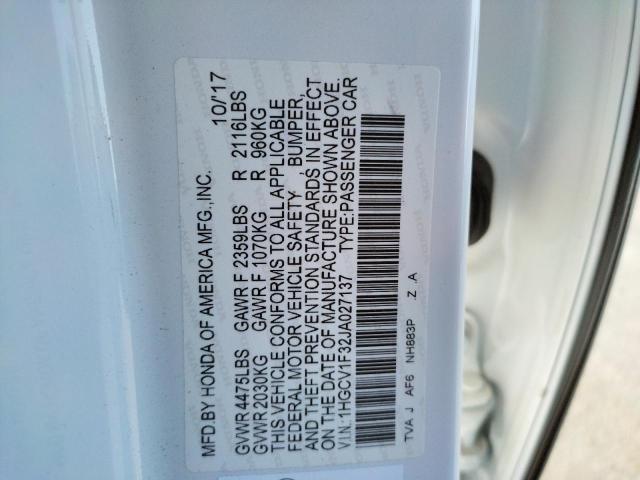 MFD.BY HONDA OF AMERICA MFG.,INC. 10/'17
GVWR 4475LBS GAWR F 2359LBS R 2116LBS
GVWR 2030KG GAWR F 1070KG R 960KG
THIS VEHICLE CONFORMS TO ALL APPLICABLE
FEDERAL MOTOR VEHICLE SAFETY , BUMPER,
AND THEFT PREVENTION STANDARDS IN EFFECT
ON THE DATE OF MANUFACTURE SHOWN ABOVE.
V.I.N.:1HGCV1F32JA027137 TYPE:PASSENGER CAR
TVA J AF6 NH883P .Z .A